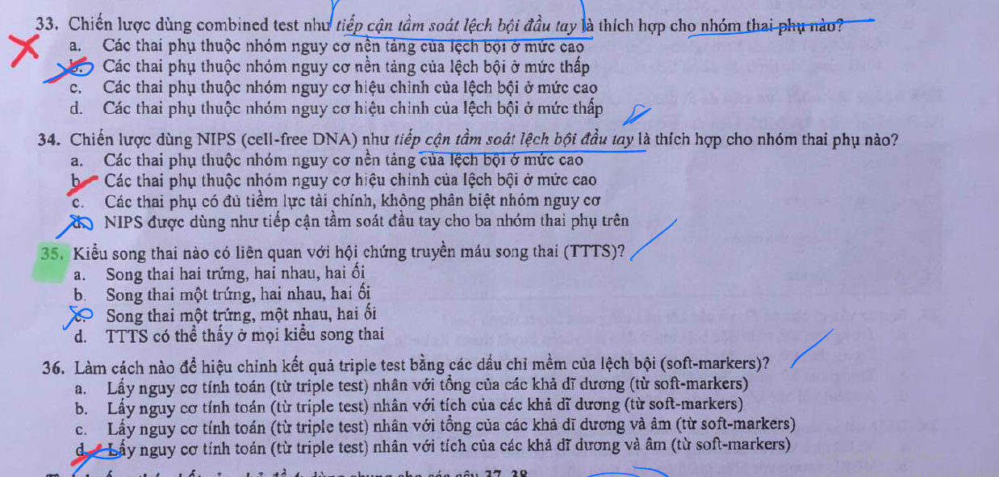 33. Chiến lược dùng combined test như tiếp cận tầm soát lệch bội đầu tay là thích hợp cho nhóm thai phụ nào?
a. Các thai phụ thuộc nhóm nguy cơ nền tảng của lệch bội ở mức cao
b. Các thai phụ thuộc nhóm nguy cơ nền tảng của lệch bội ở mức thấp
c. Các thai phụ thuộc nhóm nguy cơ hiệu chỉnh của lệch bội ở mức cao
d. Các thai phụ thuộc nhóm nguy cơ hiệu chỉnh của lệch bội ở mức thấp
34. Chiến lược dùng NIPS (cell-free DNA) như tiếp cận tầm soát lệch bội đầu tay là thích hợp cho nhóm thai phụ nào?
a. Các thai phụ thuộc nhóm nguy cơ nền tảng của lệch bội ở mức cao
b. Các thai phụ thuộc nhóm nguy cơ hiệu chỉnh của lệch bội ở mức cao
c. Các thai phụ có đủ tiềm lực tài chính, không phân biệt nhóm nguy cơ
d. NIPS được dùng như tiếp cận tầm soát đầu tay cho ba nhóm thai phụ trên
35. Kiểu song thai nào có liên quan với hội chứng truyền máu song thai (TTTS)?
a. Song thai hai trứng, hai nhau, hai ối
b. Song thai một trứng, hai nhau, hai ối
c. Song thai một trứng, một nhau, hai ối
d. TTTS có thể thấy ở mọi kiểu song thai
36. Làm cách nào để hiệu chỉnh kết quả triple test bằng các dấu chỉ mềm của lệch bội (soft-markers)?
a. Lấy nguy cơ tính toán (từ triple test) nhân với tổng của các khả dĩ dương (từ soft-markers)
b. Lấy nguy cơ tính toán (từ triple test) nhân với tích của các khả dĩ dương (từ soft-markers)
c. Lấy nguy cơ tính toán (từ triple test) nhân với tổng của các khả dĩ dương và âm (từ soft-markers)
d. Lấy nguy cơ tính toán (từ triple test) nhân với tích của các khả dĩ dương và âm (từ soft-markers)